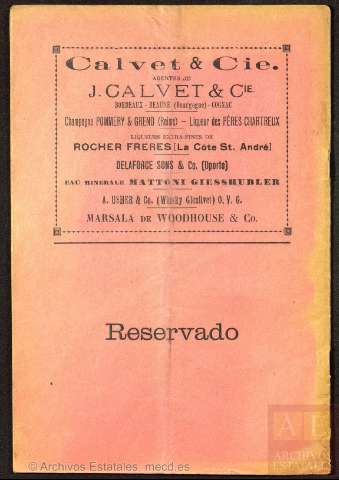 Calvet & Cie.
AGENTES DE
J. CALVET & CIE.
BORDEAUX - BEAUNE (Bourgogne) - COGNAC
Champagne POMMERY & GRENO (Reims) - Liqueur des PÈRES CHARTREUX
LIQUEURS EXTRA-FINES DE
ROCHER FRERES [La Côte St. André]
DELAFORCE SONS & Co. (Oporto)
EAU MINERALE MATTONI GIESSHUBLER
A. USHER & Co. (Whisky Glenlivet) O. V. G.
MARSALA DE WOODHOUSE & Co.
Reservado
AE
ARCHIVOS
ESTATALES
© Archivos Estatales mecd.es